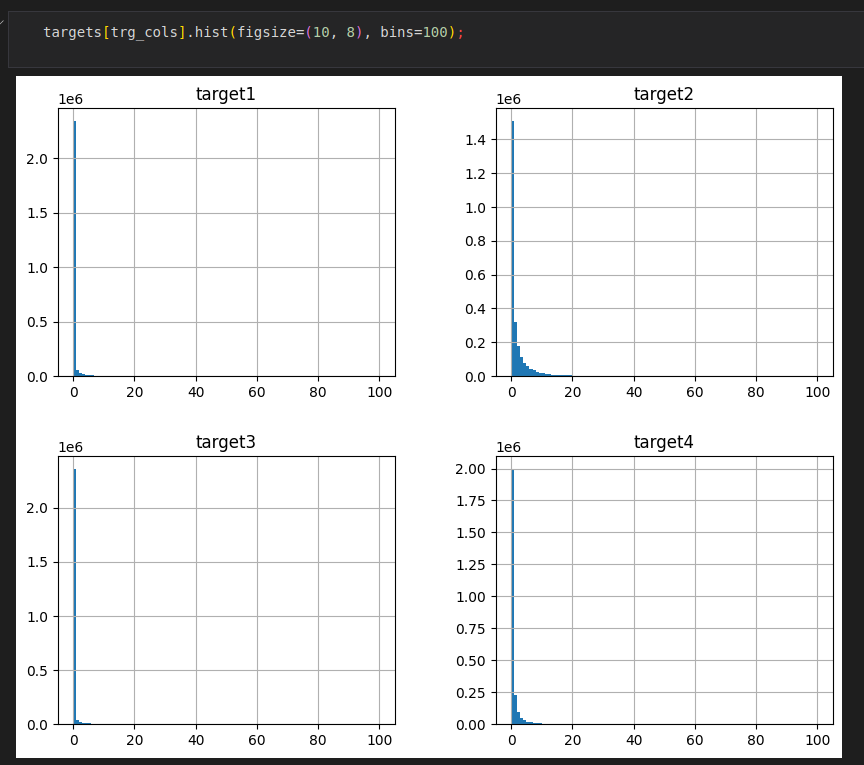 targets[trg_cols].hist(figsize=(10, 8), bins=100);
target1
1e6
2.0
1.5
1.0
0.5
0.0
0 20 40 60 80 100
target2
1e6
1.4
1.2
1.0
0.8
0.6
0.4
0.2
0.0
0 20 40 60 80 100
target3
1e6
2.0
1.5
1.0
0.5
0.0
0 20 40 60 80 100
target4
1e6
2.00
1.75
1.50
1.25
1.00
0.75
0.50
0.25
0.00
0 20 40 60 80 100